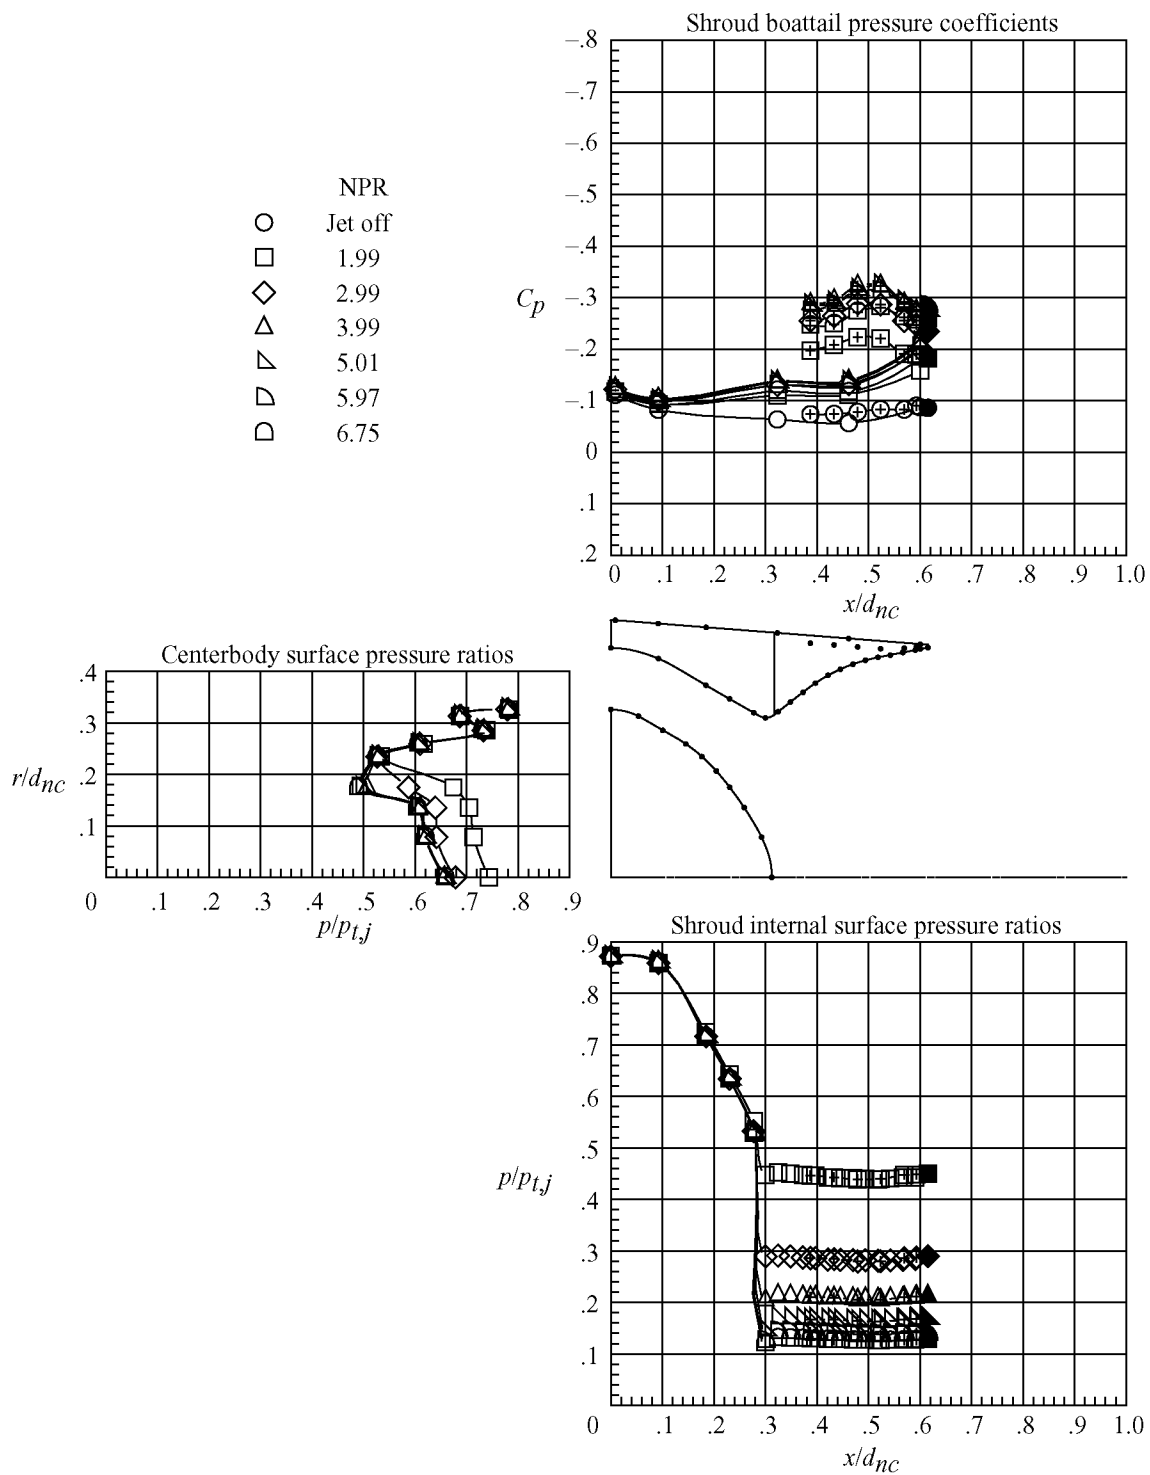 Shroud boattail pressure coefficients
–.8
–.7
–.6
–.5
–.4
–.3
–.2
–.1
0
.1
.2
C_p
0 .1 .2 .3 .4 .5 .6 .7 .8 .9 1.0
x/d_nc
NPR
Jet off
1.99
2.99
3.99
5.01
5.97
6.75
Centerbody surface pressure ratios
.4
.3
.2
.1
r/d_nc
0 .1 .2 .3 .4 .5 .6 .7 .8 .9
p/p_t,j
Shroud internal surface pressure ratios
.9
.8
.7
.6
.5
.4
.3
.2
.1
p/p_t,j
0 .1 .2 .3 .4 .5 .6 .7 .8 .9 1.0
x/d_nc